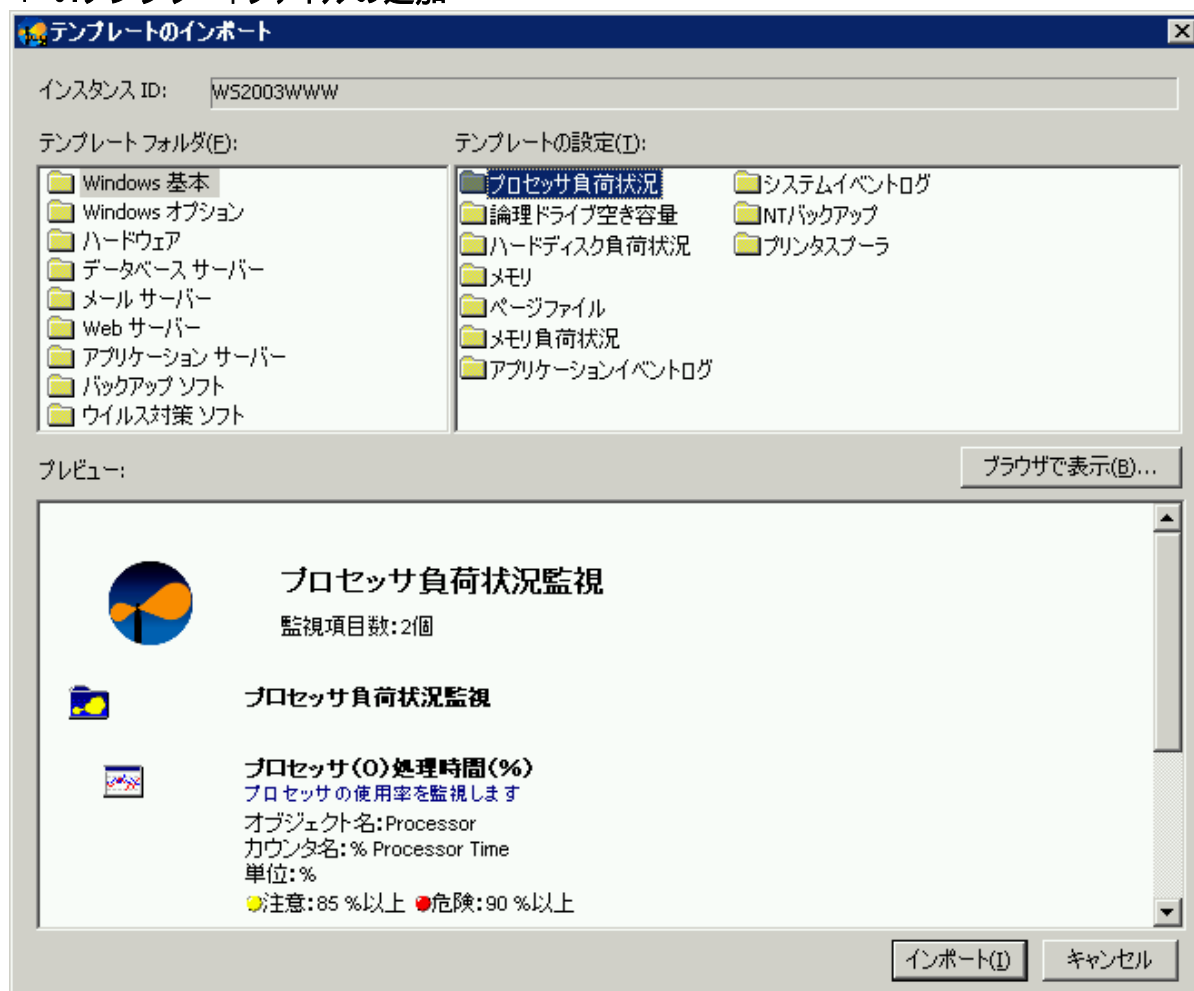 テンプレートのインポート
インスタンス ID: WS2003WWW
テンプレート フォルダ(F):
Windows 基本
Windows オプション
ハードウェア
データベース サーバー
メール サーバー
Web サーバー
アプリケーション サーバー
バックアップ ソフト
ウイルス対策 ソフト
テンプレートの設定(T):
プロセッサ負荷状況
論理ドライブ空き容量
ハードディスク負荷状況
メモリ
ページファイル
メモリ負荷状況
アプリケーションイベントログ
システムイベントログ
NTバックアップ
プリンタスプーラ
プレビュー:
ブラウザで表示(B)...
プロセッサ負荷状況監視
監視項目数:2個
プロセッサ負荷状況監視
プロセッサ(0)処理時間(%)
プロセッサの使用率を監視します
オブジェクト名:Processor
カウンタ名:% Processor Time
単位:%
注意:85 %以上 危険:90 %以上
インポート(I)
キャンセル